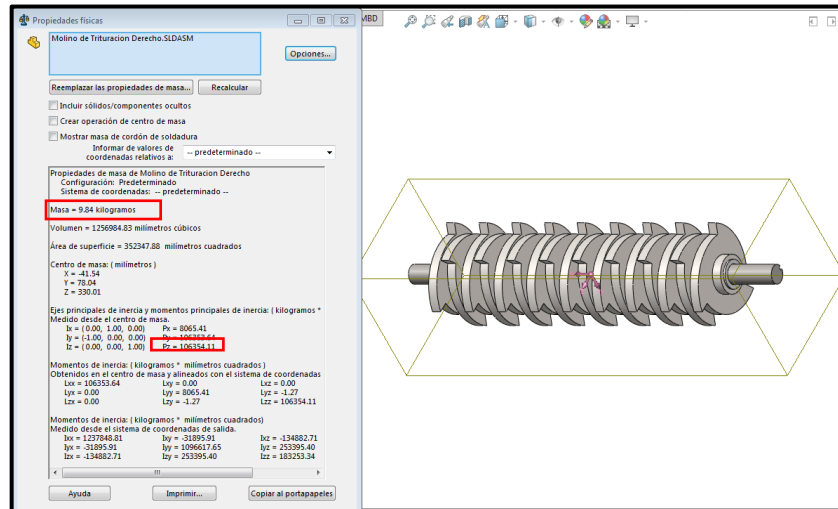 Propiedades físicas
MBD
Molino de Trituracion Derecho.SLDASM
Opciones...
Reemplazar las propiedades de masa...
Recalcular
Incluir sólidos/componentes ocultos
Crear operación de centro de masa
Mostrar masa de cordón de soldadura
Informar de valores de
coordenadas relativos a:
-- predeterminado --
Propiedades de masa de Molino de Trituracion Derecho
Configuración: Predeterminado
Sistema de coordenadas: -- predeterminado --
Masa = 9.84 kilogramos
Volumen = 1256984.83 milímetros cúbicos
Área de superficie = 352347.88 milímetros cuadrados
Centro de masa: ( milímetros )
X = -41.54
Y = 78.04
Z = 330.01
Ejes principales de inercia y momentos principales de inercia: ( kilogramos *
Medido desde el centro de masa.
Ix = ( 0.00, 1.00, 0.00) Px = 8065.41
Iy = (-1.00, 0.00, 0.00) Py = 106353.64
Iz = ( 0.00, 0.00, 1.00) Pz = 106354.11
Momentos de inercia: ( kilogramos * milímetros cuadrados )
Obtenidos en el centro de masa y alineados con el sistema de coordenadas
Lxx = 106353.64 Lxy = 0.00 Lxz = 0.00
Lyx = 0.00 Lyy = 8065.41 Lyz = -1.27
Lzx = 0.00 Lzy = -1.27 Lzz = 106354.11
Momentos de inercia: ( kilogramos * milímetros cuadrados)
Medido desde el sistema de coordenadas de salida.
Ixx = 1237848.81 Ixy = -31895.91 Ixz = -134882.71
Iyx = -31895.91 Iyy = 1096617.65 Iyz = 253395.40
Izx = -134882.71 Izy = 253395.40 Izz = 183253.34
Ayuda
Imprimir...
Copiar al portapapeles